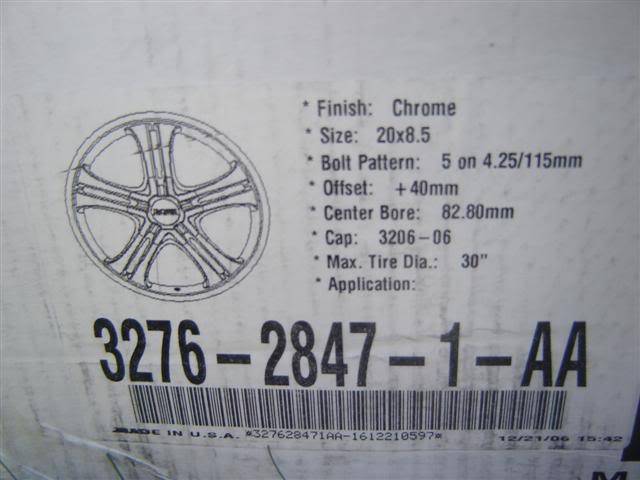 * Finish: Chrome
* Size: 20x8.5
* Bolt Pattern: 5 on 4.25/115mm
* Offset: +40mm
* Center Bore: 82.80mm
* Cap: 3206-06
* Max. Tire Dia.: 30"
* Application:
3276-2847-1-AA
MADE IN U.S.A. *327628471AA-1612210597* 12/21/06 15:42